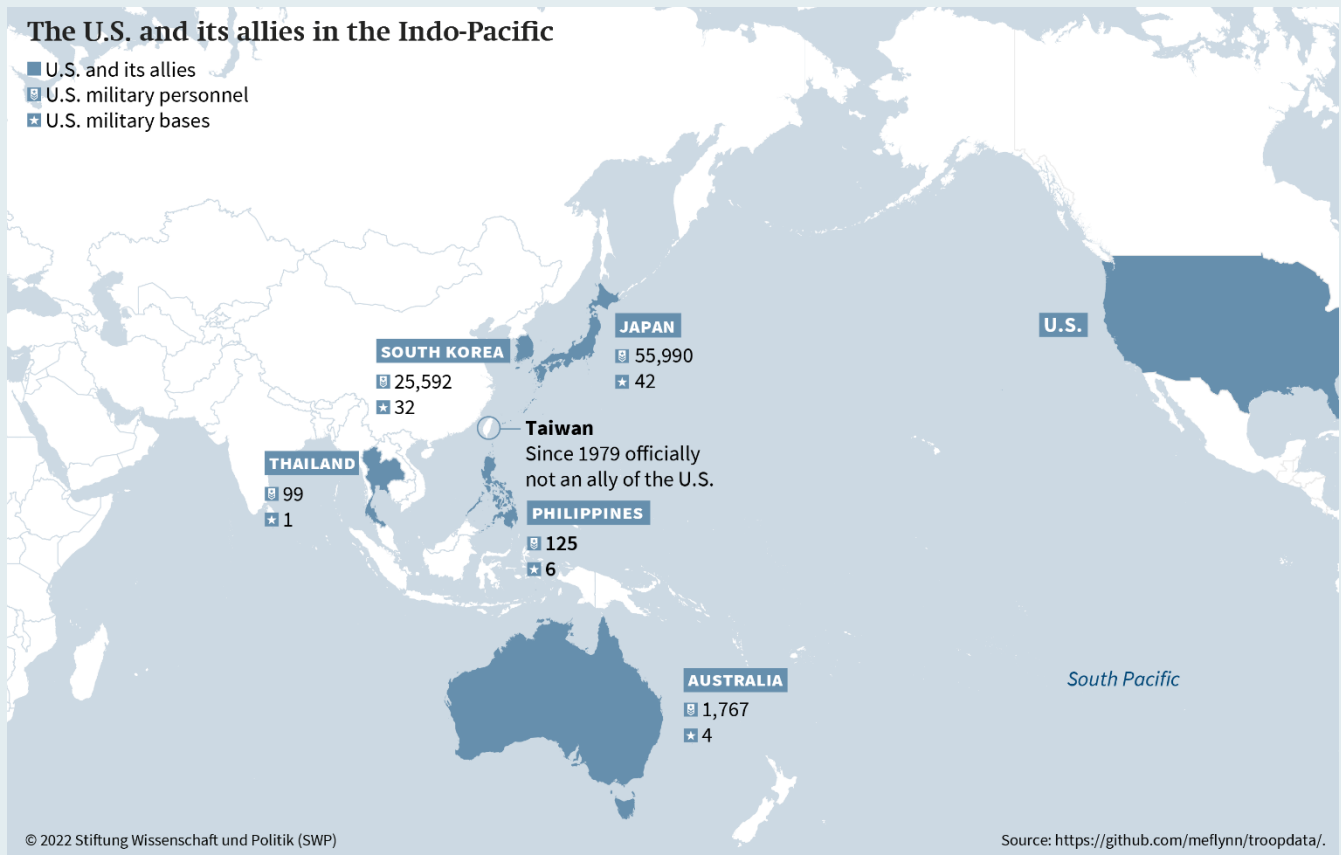 The U.S. and its allies in the Indo-Pacific
U.S. and its allies
U.S. military personnel
U.S. military bases
JAPAN
55,990
42
U.S.
SOUTH KOREA
25,592
32
Taiwan
Since 1979 officially
not an ally of the U.S.
THAILAND
99
1
PHILIPPINES
125
6
AUSTRALIA
1,767
4
South Pacific
© 2022 Stiftung Wissenschaft und Politik (SWP)
Source: https://github.com/meflynn/troopdata/.